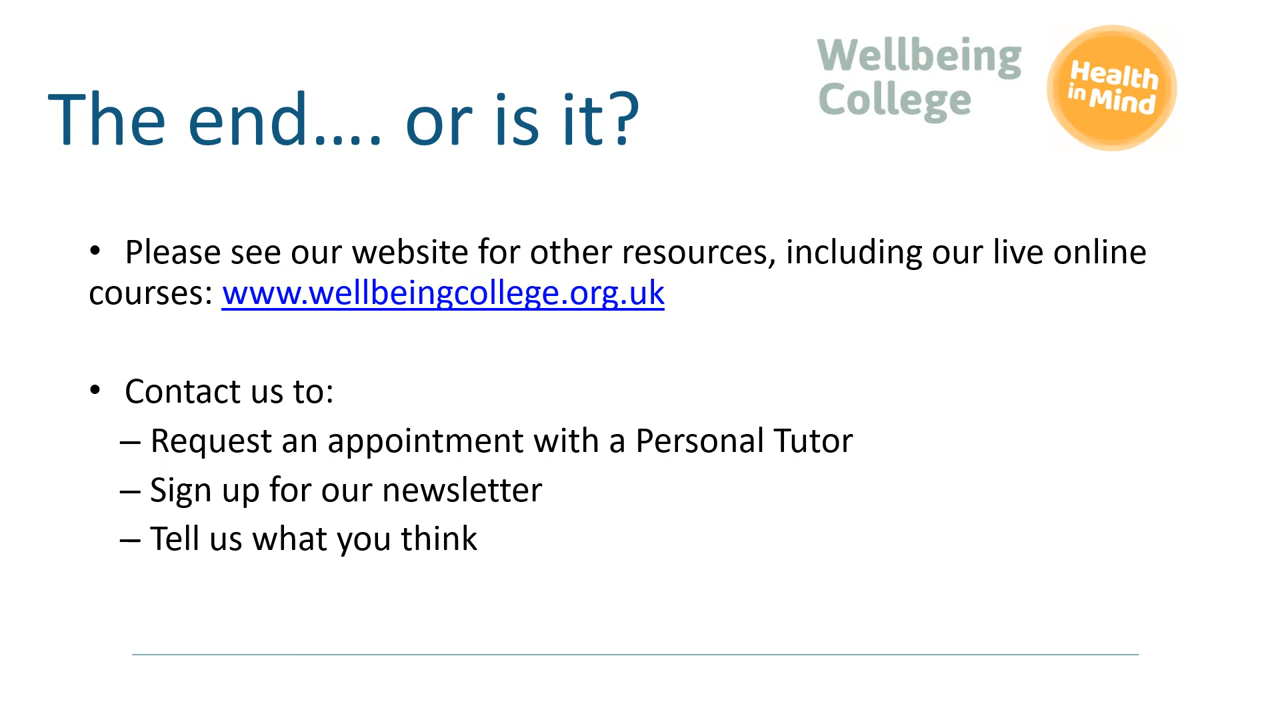 Wellbeing
College
Health
in Mind
The end…. or is it?
• Please see our website for other resources, including our live online
courses: www.wellbeingcollege.org.uk
• Contact us to:
– Request an appointment with a Personal Tutor
– Sign up for our newsletter
– Tell us what you think